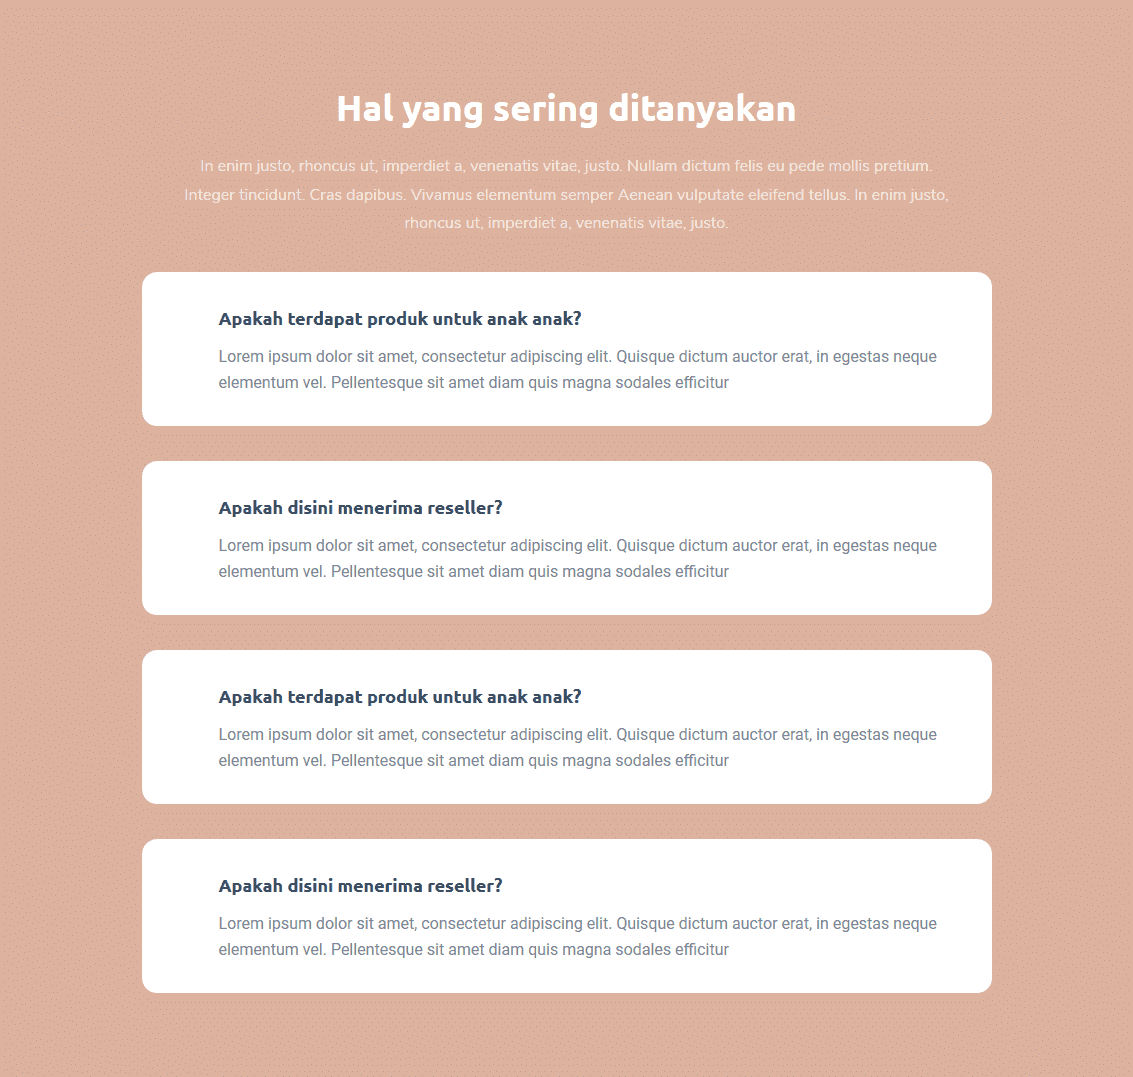 Hal yang sering ditanyakan
In enim justo, rhoncus ut, imperdiet a, venenatis vitae, justo. Nullam dictum felis eu pede mollis pretium.
Integer tincidunt. Cras dapibus. Vivamus elementum semper Aenean vulputate eleifend tellus. In enim justo,
rhoncus ut, imperdiet a, venenatis vitae, justo.
Apakah terdapat produk untuk anak anak?
Lorem ipsum dolor sit amet, consectetur adipiscing elit. Quisque dictum auctor erat, in egestas neque
elementum vel. Pellentesque sit amet diam quis magna sodales efficitur
Apakah disini menerima reseller?
Lorem ipsum dolor sit amet, consectetur adipiscing elit. Quisque dictum auctor erat, in egestas neque
elementum vel. Pellentesque sit amet diam quis magna sodales efficitur
Apakah terdapat produk untuk anak anak?
Lorem ipsum dolor sit amet, consectetur adipiscing elit. Quisque dictum auctor erat, in egestas neque
elementum vel. Pellentesque sit amet diam quis magna sodales efficitur
Apakah disini menerima reseller?
Lorem ipsum dolor sit amet, consectetur adipiscing elit. Quisque dictum auctor erat, in egestas neque
elementum vel. Pellentesque sit amet diam quis magna sodales efficitur